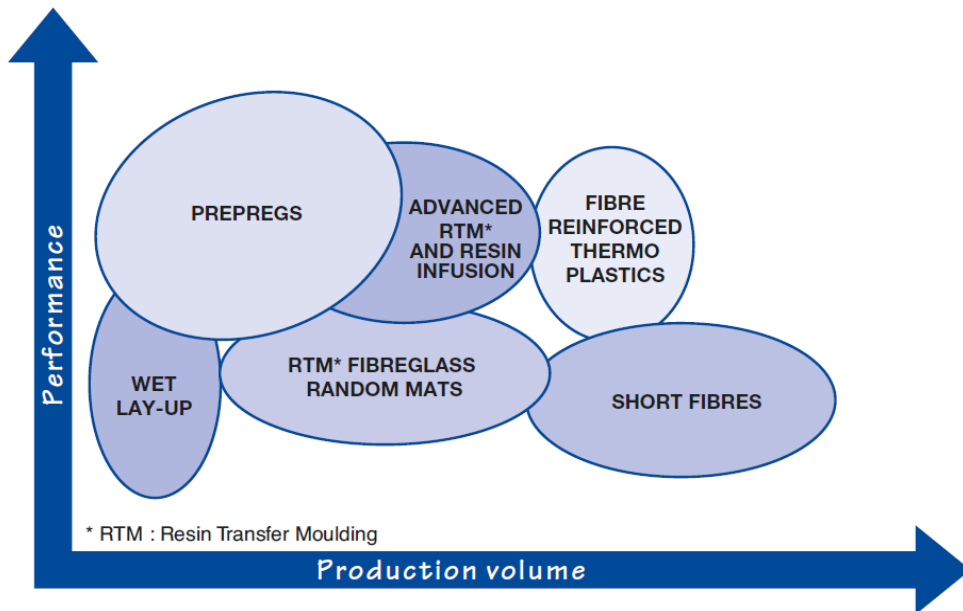 Performance
PREPREGS
ADVANCED
RTM*
AND RESIN
INFUSION
FIBRE
REINFORCED
THERMO
PLASTICS
WET
LAY-UP
RTM* FIBREGLASS
RANDOM MATS
SHORT FIBRES
* RTM : Resin Transfer Moulding
Production volume